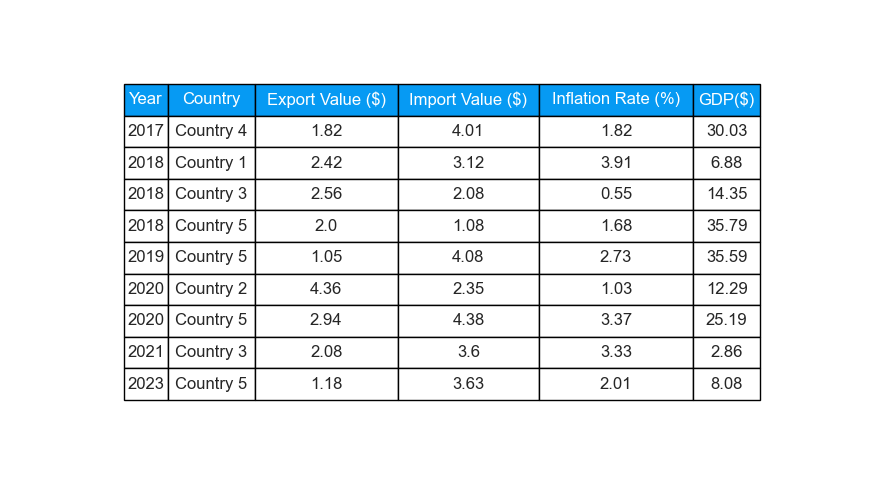 Year Country Export Value ($) Import Value ($) Inflation Rate (%) GDP($)
2017 Country 4 1.82 4.01 1.82 30.03
2018 Country 1 2.42 3.12 3.91 6.88
2018 Country 3 2.56 2.08 0.55 14.35
2018 Country 5 2.0 1.08 1.68 35.79
2019 Country 5 1.05 4.08 2.73 35.59
2020 Country 2 4.36 2.35 1.03 12.29
2020 Country 5 2.94 4.38 3.37 25.19
2021 Country 3 2.08 3.6 3.33 2.86
2023 Country 5 1.18 3.63 2.01 8.08